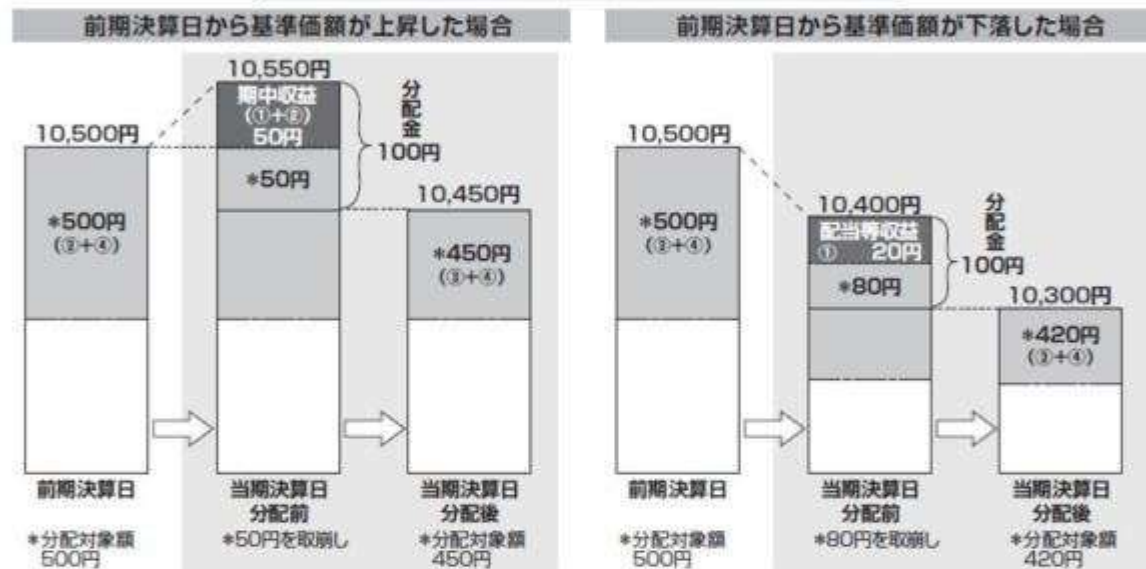 前期決算日から基準価額が上昇した場合
10,550円
期中収益
(①+②)
50円
分配金
100円
10,500円
*50円
10,450円
*500円
(③+④)
*450円
(③+④)
前期決算日
当期決算日
分配前
当期決算日
分配後
*分配対象額
500円
*50円を取崩し
*分配対象額
450円
前期決算日から基準価額が下落した場合
10,500円
*500円
(③+④)
10,400円
配当等収益
① 20円
分配金
100円
*80円
10,300円
*420円
(③+④)
前期決算日
当期決算日
分配前
当期決算日
分配後
*分配対象額
500円
*80円を取崩し
*分配対象額
420円